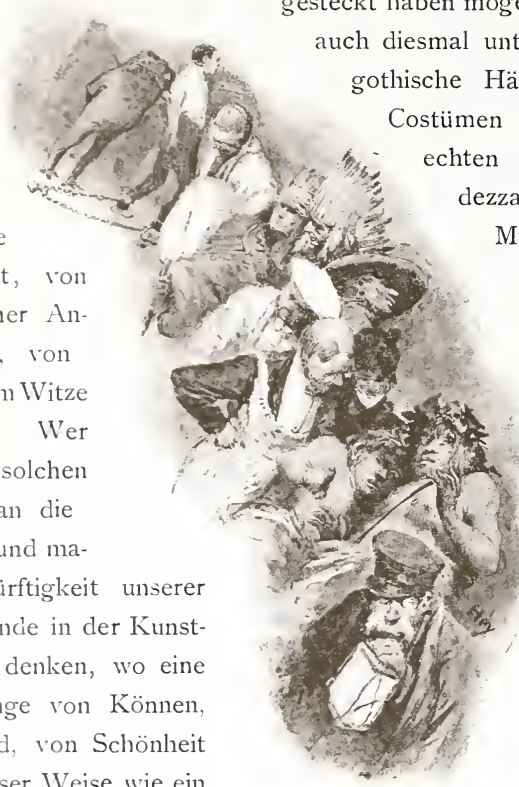 gesteckt haben möge
auch diesmal unt
gothische Hä
Costümen
echten
dezza
M
e
t, von
ner An-
, von
n Witze
Wer
solchen
an die
und ma-
ürftigkeit unserer
nde in der Kunst-
denken, wo eine
nge von Können,
d, von Schönheit
ser Weise wie ein